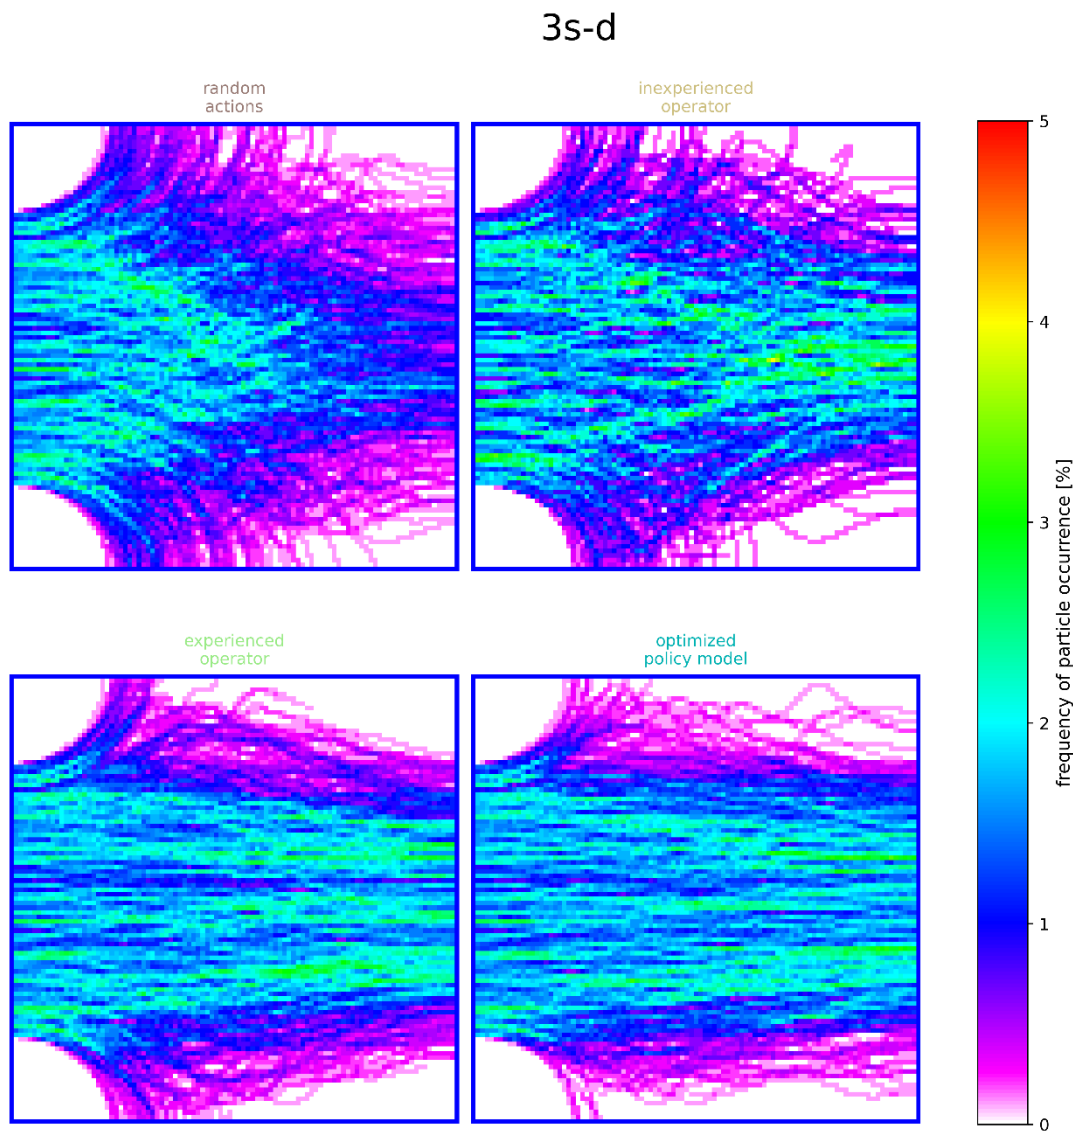 3s-d
random
actions
inexperienced
operator
experienced
operator
optimized
policy model
5
4
3
2
1
0
frequency of particle occurrence [%]